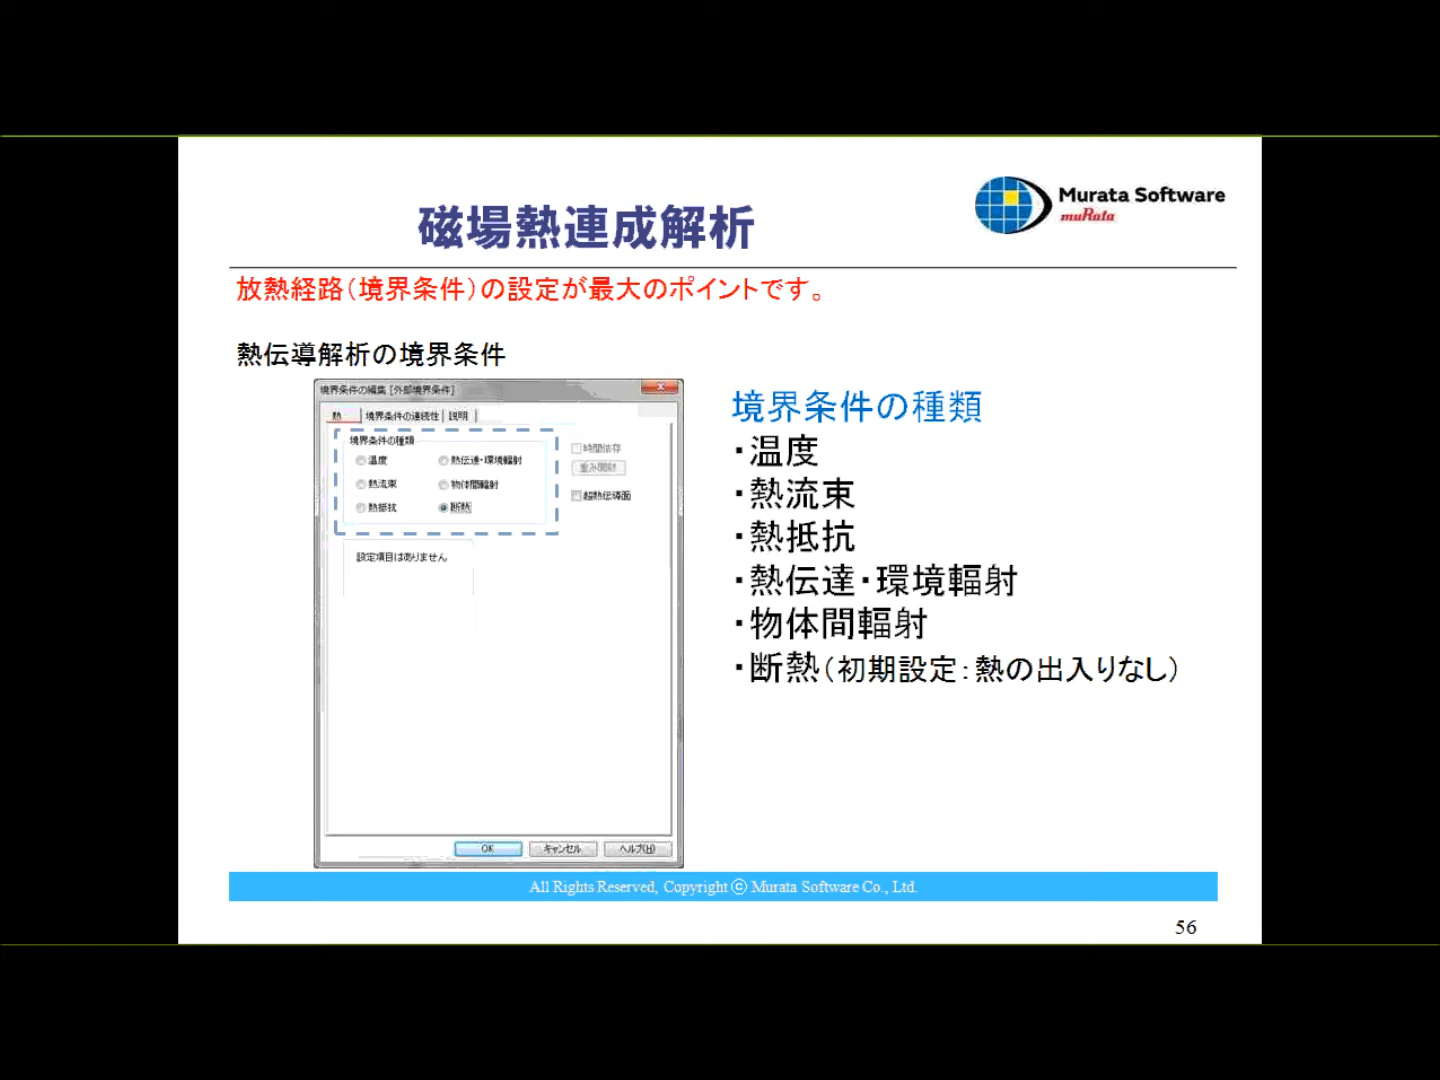 磁場熱連成解析
Murata Software
muRata
放熱経路(境界条件)の設定が最大のポイントです。
熱伝導解析の境界条件
境界条件の編集 [外部境界条件]
熱 境界条件の連続性 説明
境界条件の種類
温度 熱伝達・環境輻射
熱流束 物体間輻射
熱抵抗 断熱
時間依存
重み関数
超熱伝導面
設定項目はありません
OK キャンセル ヘルプ(H)
境界条件の種類
・温度
・熱流束
・熱抵抗
・熱伝達・環境輻射
・物体間輻射
・断熱(初期設定:熱の出入りなし)
All Rights Reserved, Copyright ⓒ Murata Software Co., Ltd.
56